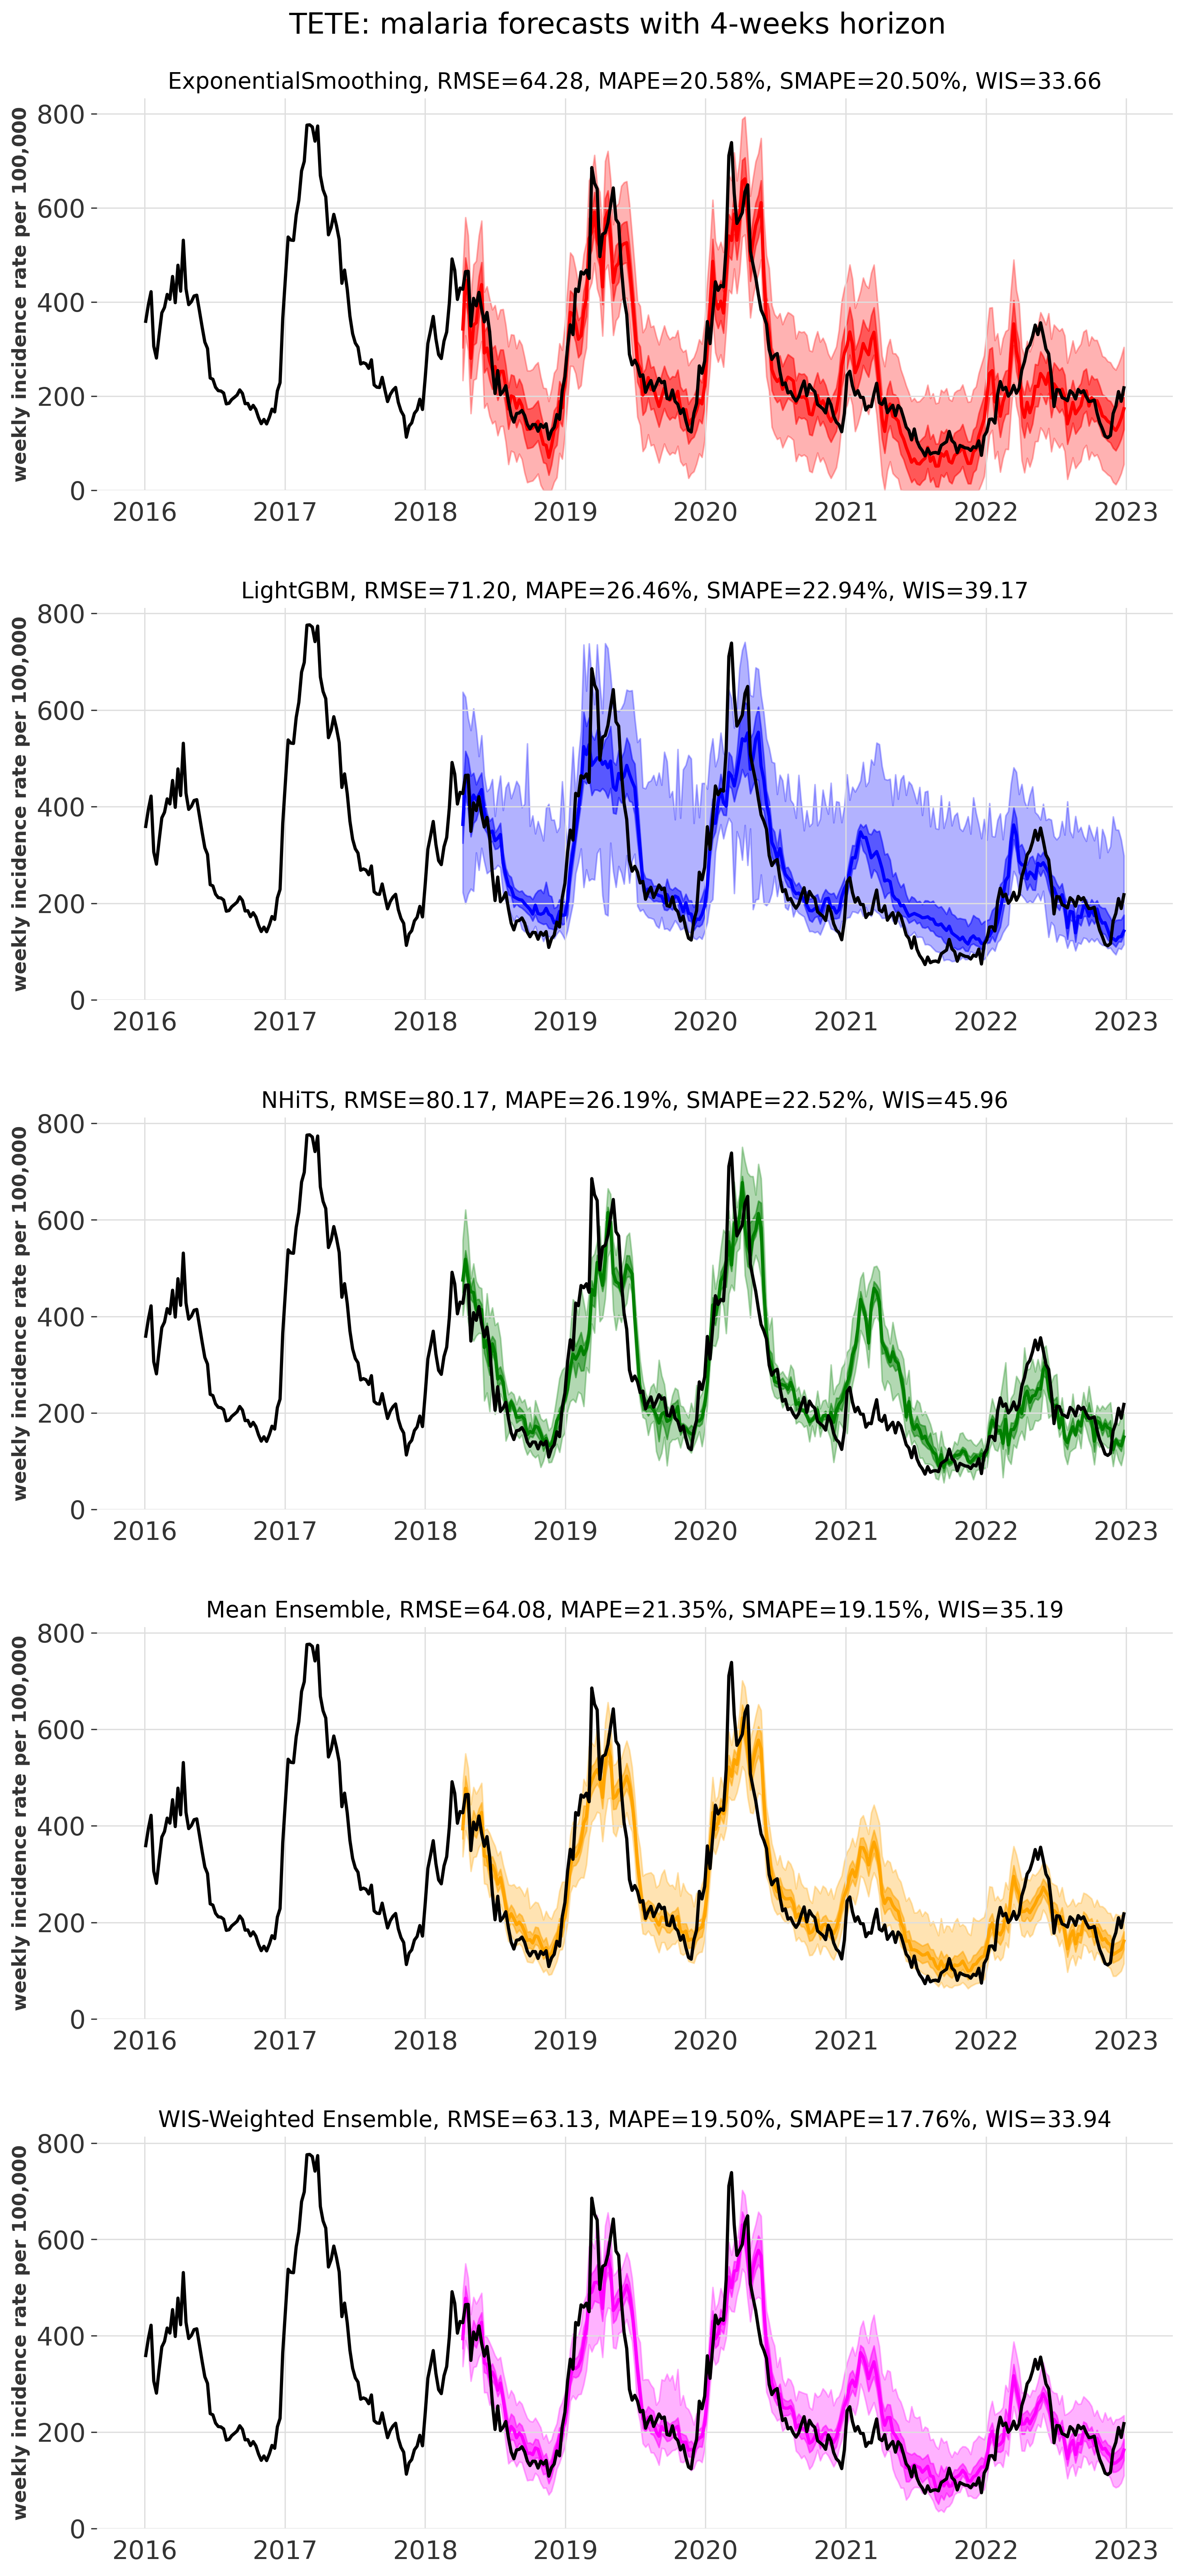 TETE: malaria forecasts with 4-weeks horizon
ExponentialSmoothing, RMSE=64.28, MAPE=20.58%, SMAPE=20.50%, WIS=33.66
weekly incidence rate per 100,000
800
600
400
200
0
2016 2017 2018 2019 2020 2021 2022 2023
LightGBM, RMSE=71.20, MAPE=26.46%, SMAPE=22.94%, WIS=39.17
weekly incidence rate per 100,000
800
600
400
200
0
2016 2017 2018 2019 2020 2021 2022 2023
NHiTS, RMSE=80.17, MAPE=26.19%, SMAPE=22.52%, WIS=45.96
weekly incidence rate per 100,000
800
600
400
200
0
2016 2017 2018 2019 2020 2021 2022 2023
Mean Ensemble, RMSE=64.08, MAPE=21.35%, SMAPE=19.15%, WIS=35.19
weekly incidence rate per 100,000
800
600
400
200
0
2016 2017 2018 2019 2020 2021 2022 2023
WIS-Weighted Ensemble, RMSE=63.13, MAPE=19.50%, SMAPE=17.76%, WIS=33.94
weekly incidence rate per 100,000
800
600
400
200
0
2016 2017 2018 2019 2020 2021 2022 2023